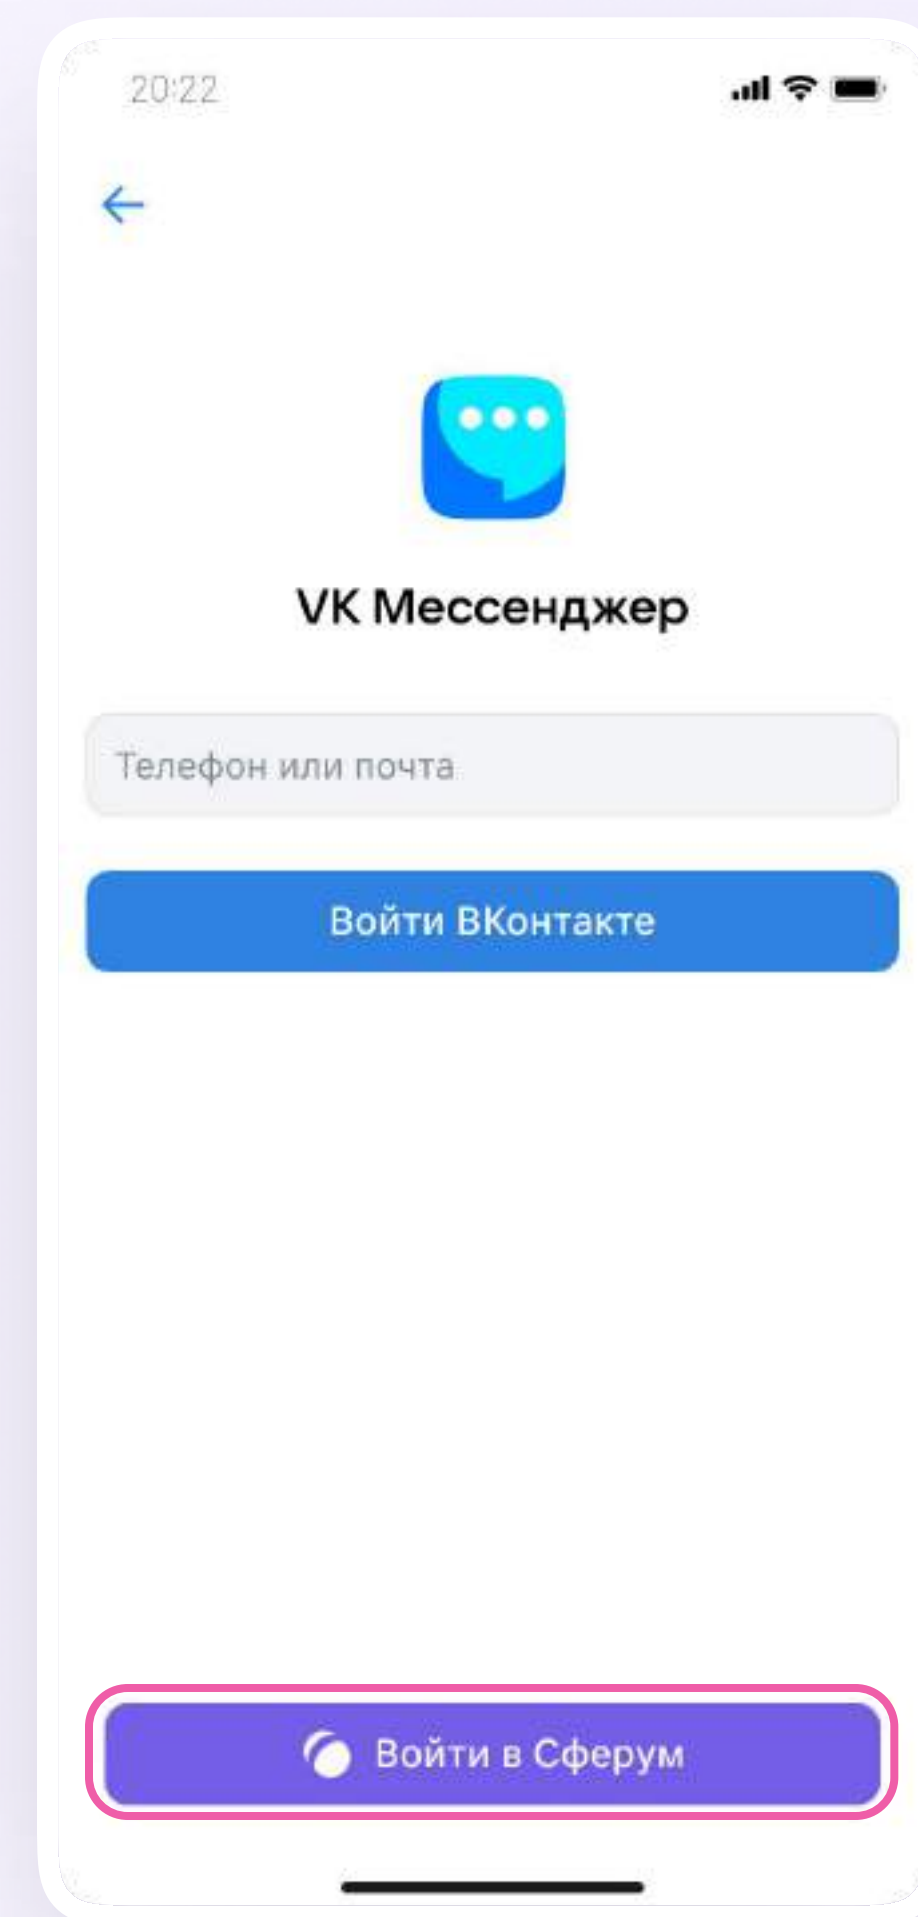 20:22
VK Мессенджер
Телефон или почта
Войти ВКонтакте
Войти в Сферум